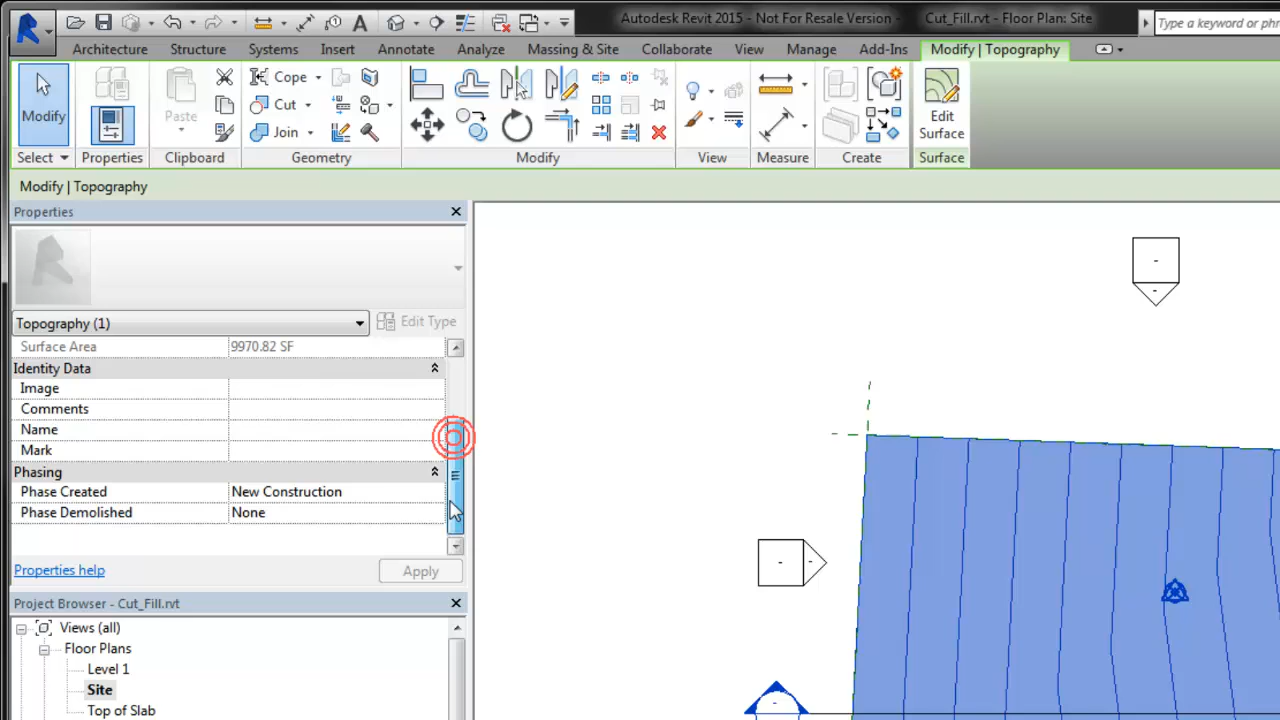 Autodesk Revit 2015 - Not For Resale Version Cut_Fill.rvt - Floor Plan: Site Type a keyword or phr
Architecture Structure Systems Insert Annotate Analyze Massing & Site Collaborate View Manage Add-Ins Modify | Topography
Modify Paste Cope Cut Join Edit Surface
Select Properties Clipboard Geometry Modify View Measure Create Surface
Modify | Topography
Properties
Topography (1) Edit Type
Surface Area 9970.82 SF
Identity Data
Image
Comments
Name
Mark
Phasing
Phase Created New Construction
Phase Demolished None
Properties help Apply
Project Browser - Cut_Fill.rvt
Views (all)
Floor Plans
Level 1
Site
Top of Slab